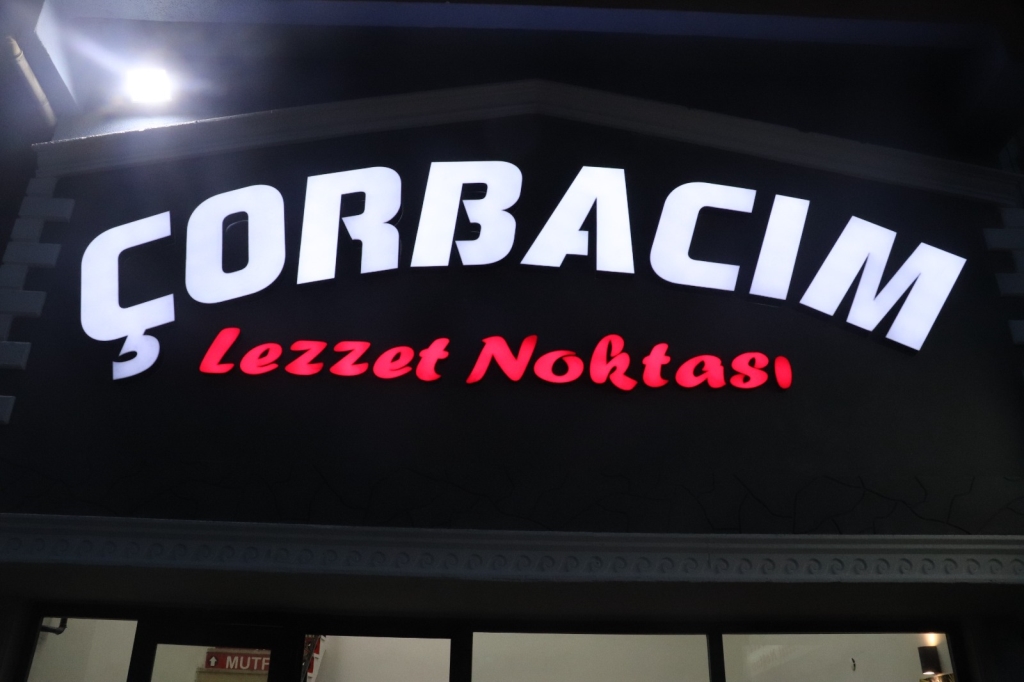 ÇORBACIM
Lezzet Noktası